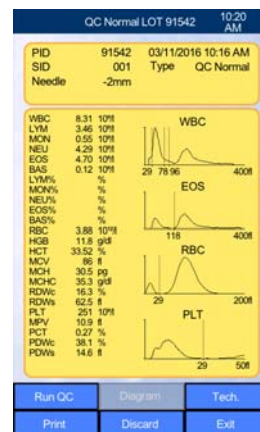 QC Normal LOT 91542 10:20 AM
PID 91542 03/11/2016 10:16 AM
SID 001 Type QC Normal
Needle -2mm
WBC 8.31 10⁹/l
LYM 3.46 10⁹/l
MON 0.55 10⁹/l
NEU 4.29 10⁹/l
EOS 4.70 10⁹/l
BAS 0.12 10⁹/l
LYM% %
MON% %
NEU% %
EOS% %
BAS% %
RBC 3.88 10¹²/l
HGB 11.8 g/dl
HCT 33.52 %
MCV 86 fl
MCH 30.5 pg
MCHC 35.3 g/dl
RDWc 16.3 %
RDWs 62.5 fl
PLT 251 10⁹/l
MPV 10.9 fl
PCT 0.27 %
PDWc 38.1 %
PDWs 14.6 fl
WBC
29 78 96 400fl
EOS
118 400fl
RBC
29 200fl
PLT
29 50fl
Run QC Diagram Tech.
Print Discard Exit